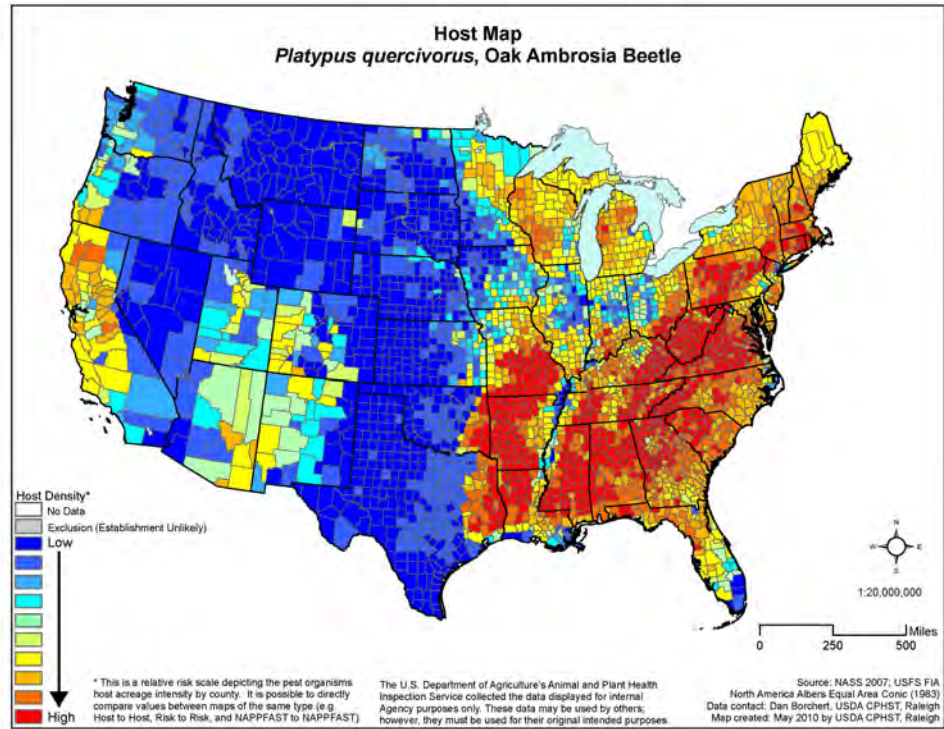 Host Map
Platypus quercivorus, Oak Ambrosia Beetle
Host Density*
No Data
Exclusion (Establishment Unlikely)
Low
High
* This is a relative risk scale depicting the pest organisms
host acreage intensity by county. It is possible to directly
compare values between maps of the same type (e.g.
Host to Host, Risk to Risk, and NAPPFAST to NAPPFAST)
The U.S. Department of Agriculture's Animal and Plant Health
Inspection Service collected the data displayed for internal
Agency purposes only. These data may be used by others;
however, they must be used for their original intended purposes.
N
W E
S
1:20,000,000
Miles
0 250 500
Source: NASS 2007; USFS FIA
North America Albers Equal Area Conic (1983)
Data contact: Dan Borchert, USDA CPHST, Raleigh
Map created: May 2010 by USDA CPHST, Raleigh